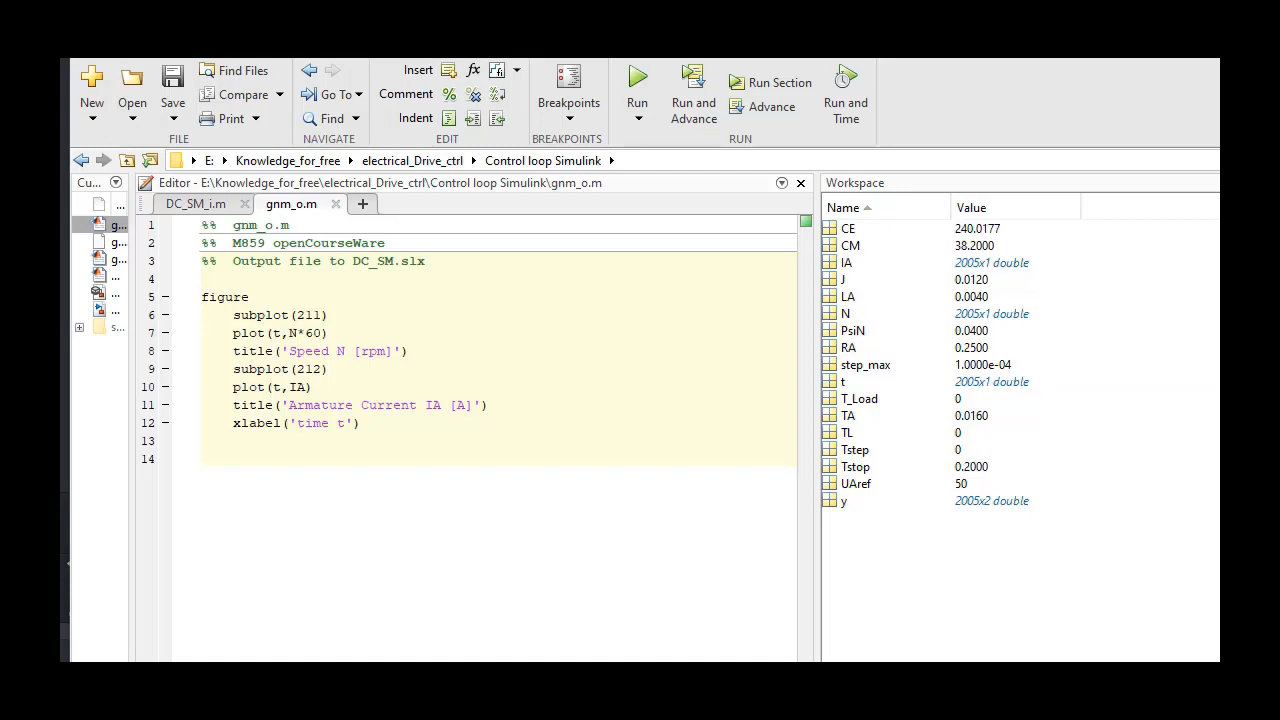 New
Open
Save
Find Files
Compare
Print
FILE
Go To
Find
NAVIGATE
Insert
Comment
Indent
EDIT
Breakpoints
BREAKPOINTS
Run
Run and
Advance
Run Section
Advance
Run and
Time
RUN
E: Knowledge_for_free electrical_Drive_ctrl Control loop Simulink
Cu...
...
g...
g...
g...
...
...
...
s...
Editor - E:\Knowledge_for_free\electrical_Drive_ctrl\Control loop Simulink\gnm_o.m
DC_SM_i.m gnm_o.m
1 %% gnm_o.m
2 %% M859 openCourseWare
3 %% Output file to DC_SM.slx
4
5 figure
6 subplot(211)
7 plot(t,N*60)
8 title('Speed N [rpm]')
9 subplot(212)
10 plot(t,IA)
11 title('Armature Current IA [A]')
12 xlabel('time t')
13
14
Workspace
Name Value
CE 240.0177
CM 38.2000
IA 2005x1 double
J 0.0120
LA 0.0040
N 2005x1 double
PsiN 0.0400
RA 0.2500
step_max 1.0000e-04
t 2005x1 double
T_Load 0
TA 0.0160
TL 0
Tstep 0
Tstop 0.2000
UAref 50
y 2005x2 double